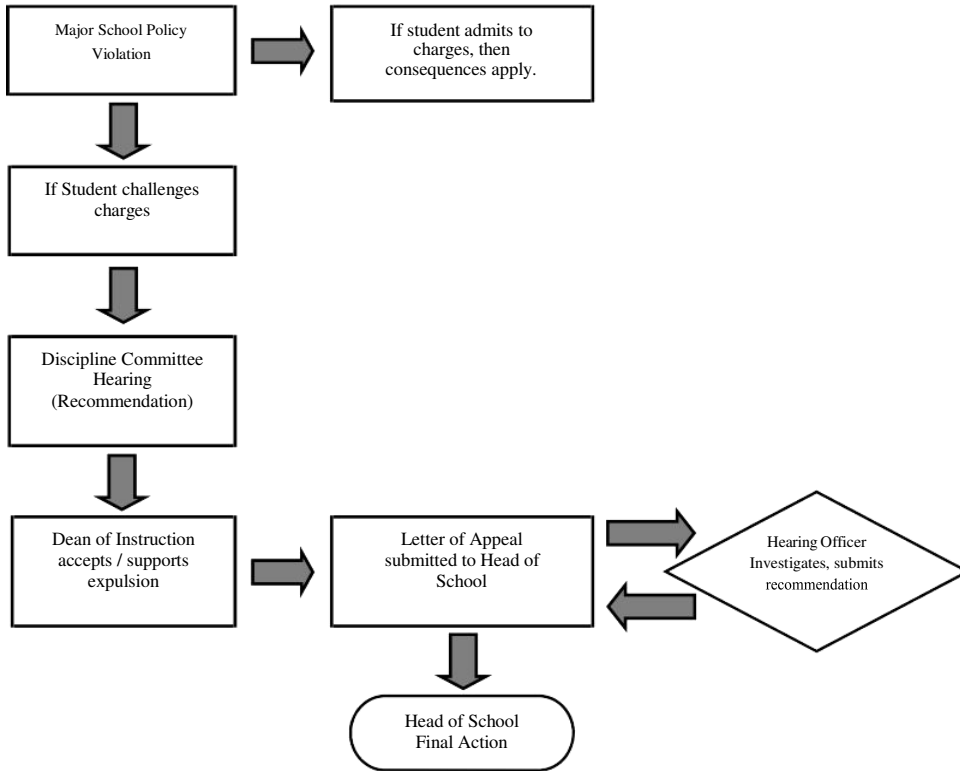 Major School Policy
Violation
If student admits to
charges, then
consequences apply.
If Student challenges
charges
Discipline Committee
Hearing
(Recommendation)
Dean of Instruction
accepts / supports
expulsion
Letter of Appeal
submitted to Head of
School
Hearing Officer
Investigates, submits
recommendation
Head of School
Final Action